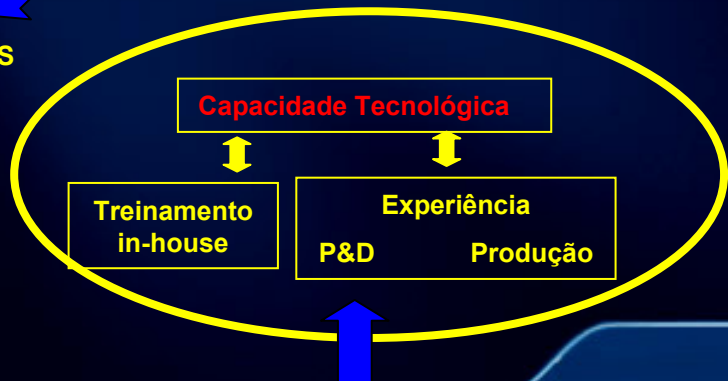 S
Capacidade Tecnológica
Treinamento
in-house
Experiência
P&D Produção